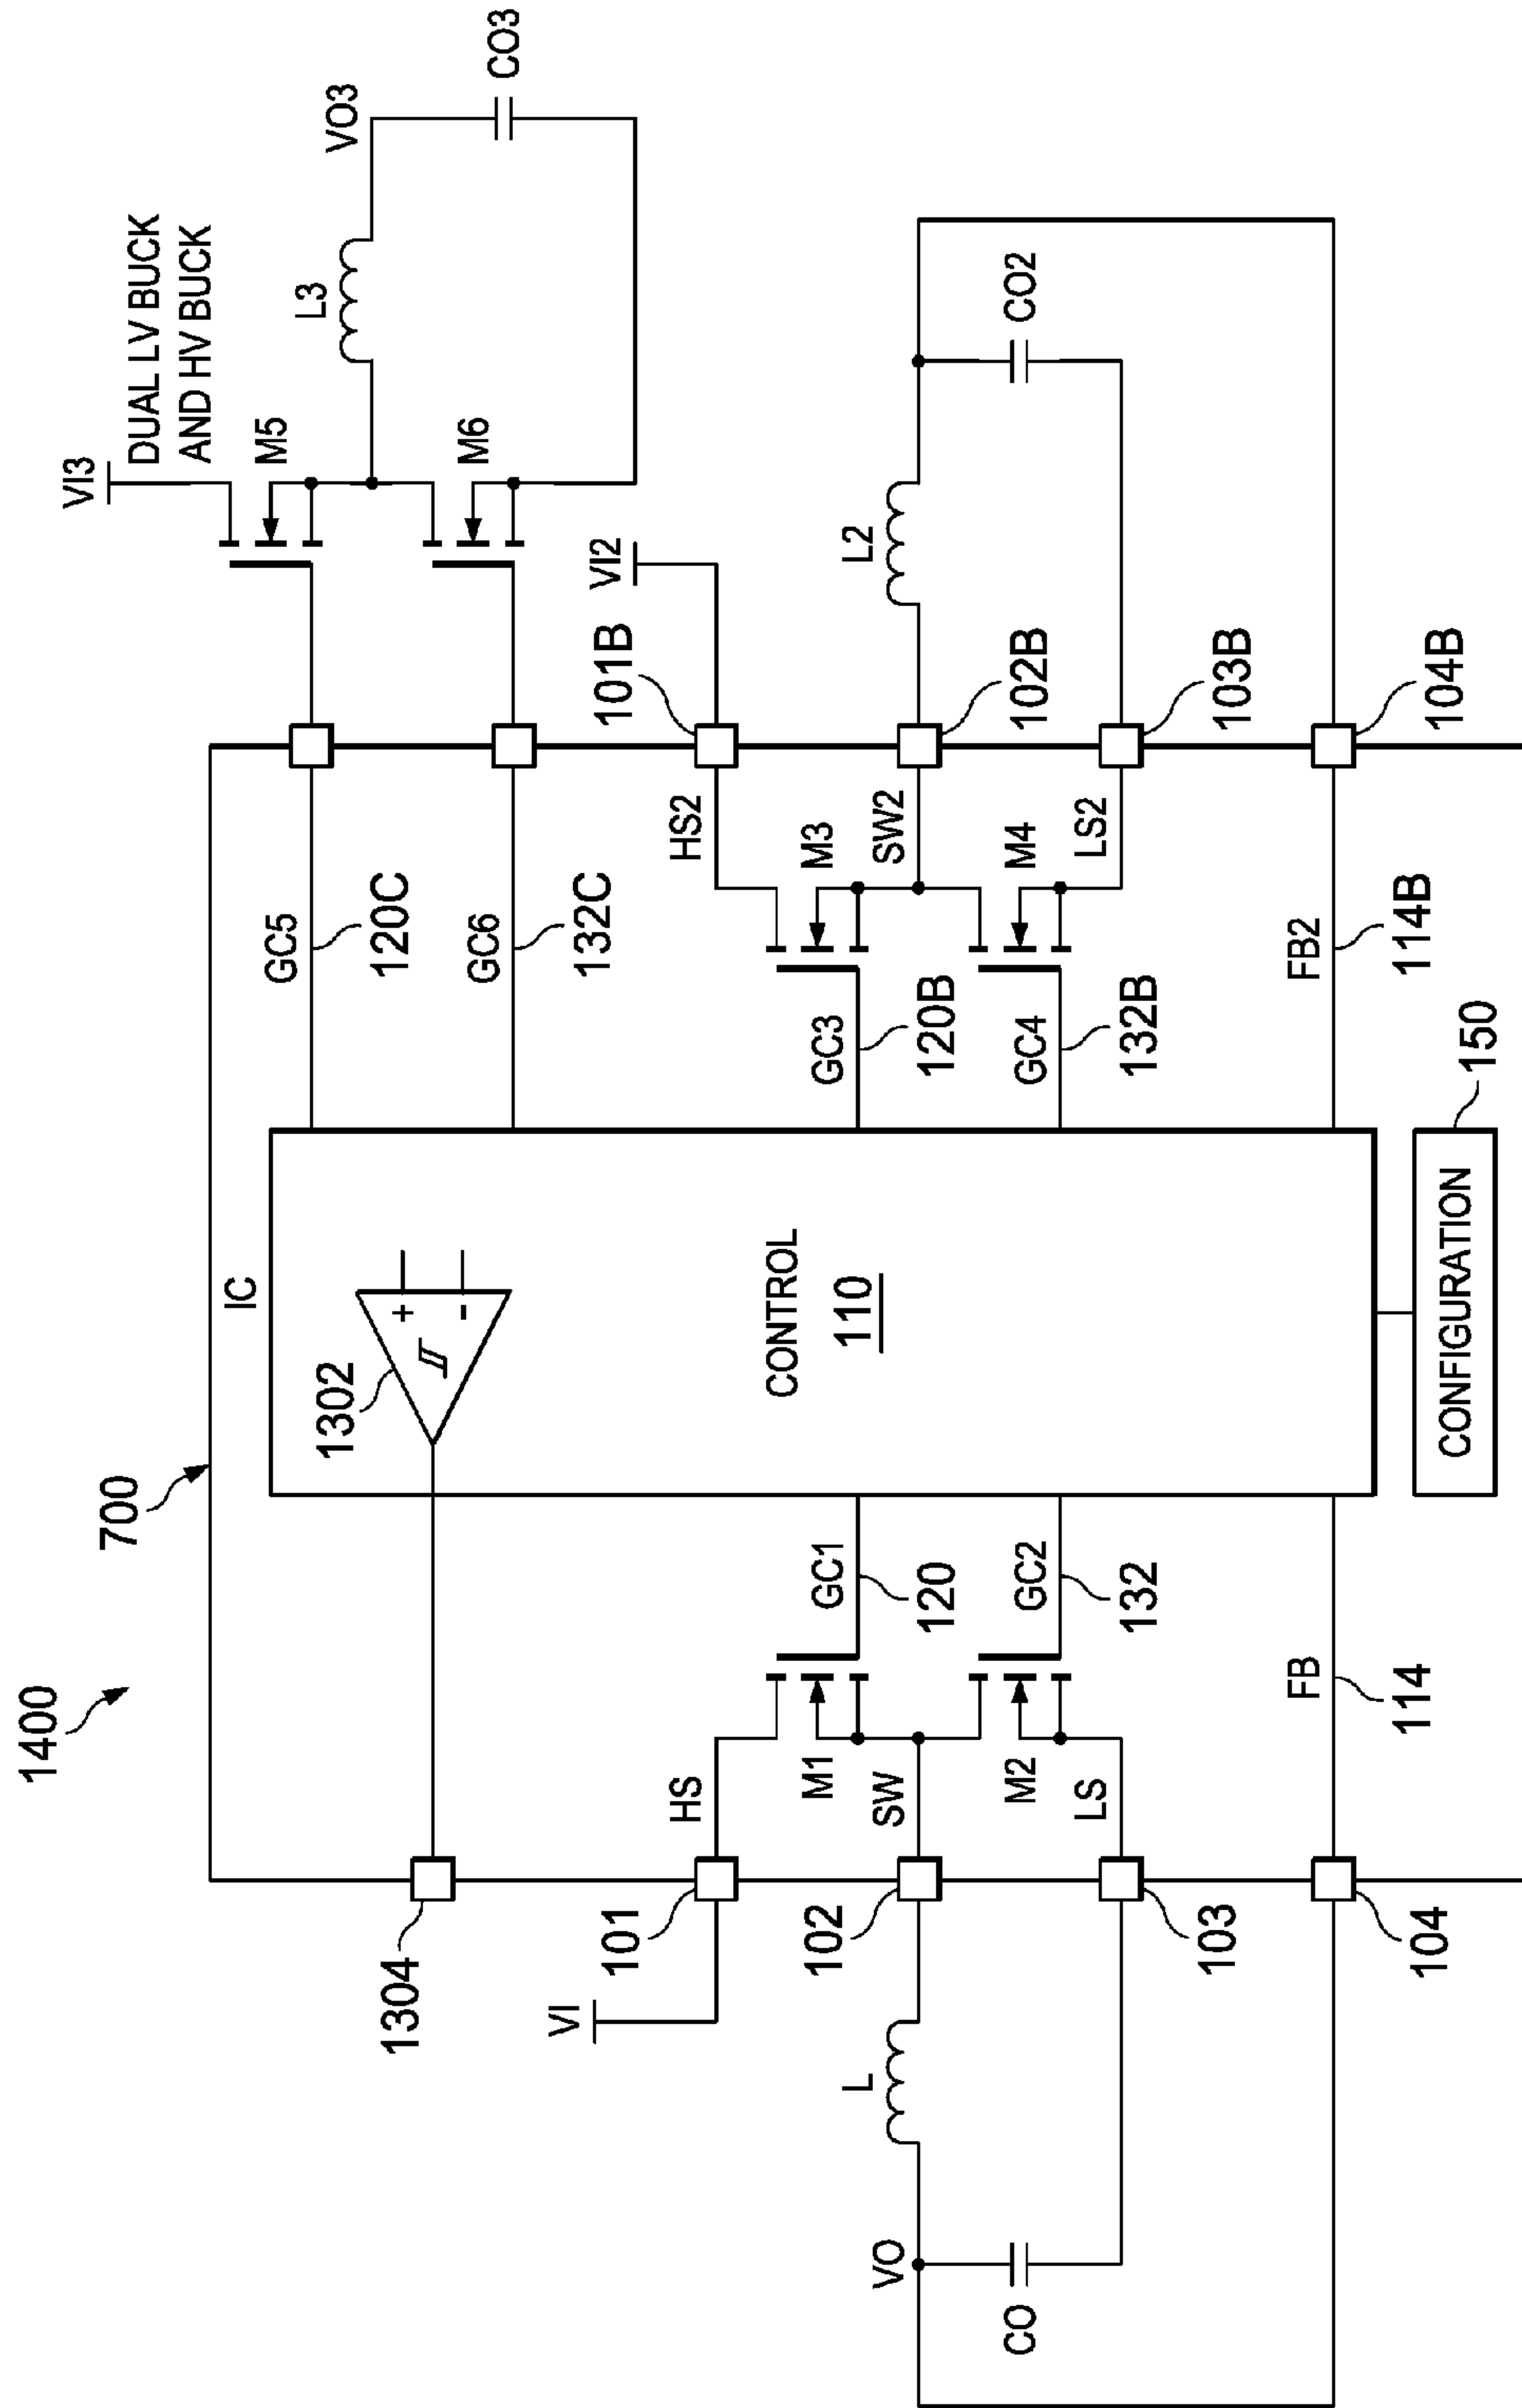 1400
700
IC
DUAL LV BUCK
AND HV BUCK
VI3
M5
M6
L3
VO3
CO3
1302
+
-
1304
GC5
120C
GC6
132C
VI
101
HS
M1
GC1
120
SW
102
L
VO
CO
M2
GC2
132
LS
103
FB
114
104
CONTROL
110
CONFIGURATION
150
VI2
101B
HS2
M3
GC3
120B
SW2
102B
L2
CO2
M4
GC4
132B
LS2
103B
FB2
114B
104B